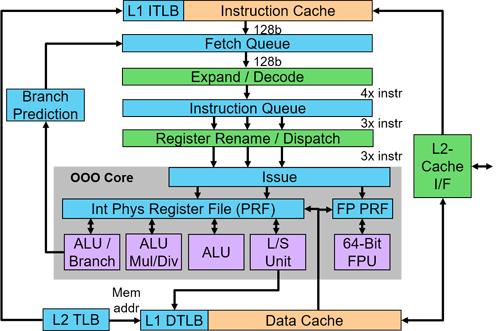 L1 ITLB
Instruction Cache
128b
Fetch Queue
128b
Expand / Decode
4x instr
Branch
Prediction
Instruction Queue
3x instr
Register Rename / Dispatch
3x instr
L2-
Cache
I/F
OOO Core
Issue
Int Phys Register File (PRF)
FP PRF
ALU /
Branch
ALU
Mul/Div
ALU
L/S
Unit
64-Bit
FPU
Mem
addr
L2 TLB
L1 DTLB
Data Cache